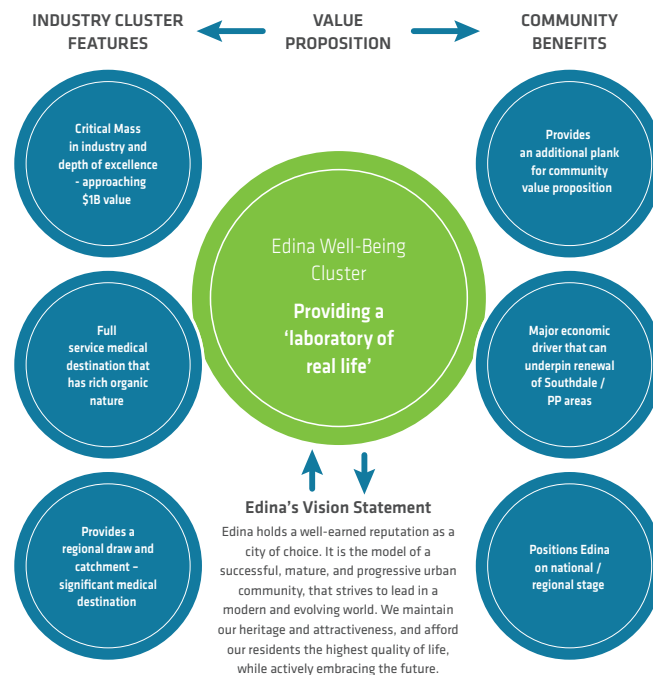 INDUSTRY CLUSTER
FEATURES
VALUE
PROPOSITION
COMMUNITY
BENEFITS
Critical Mass
in industry and
depth of excellence
- approaching
$1B value
Full
service medical
destination that
has rich organic
nature
Provides a
regional draw and
catchment –
significant medical
destination
Edina Well-Being
Cluster
Providing a
‘laboratory of
real life’
Provides
an additional plank
for community
value proposition
Major economic
driver that can
underpin renewal
of Southdale /
PP areas
Positions Edina
on national /
regional stage
Edina’s Vision Statement
Edina holds a well-earned reputation as a
city of choice. It is the model of a
successful, mature, and progressive urban
community, that strives to lead in a
modern and evolving world. We maintain
our heritage and attractiveness, and afford
our residents the highest quality of life,
while actively embracing the future.